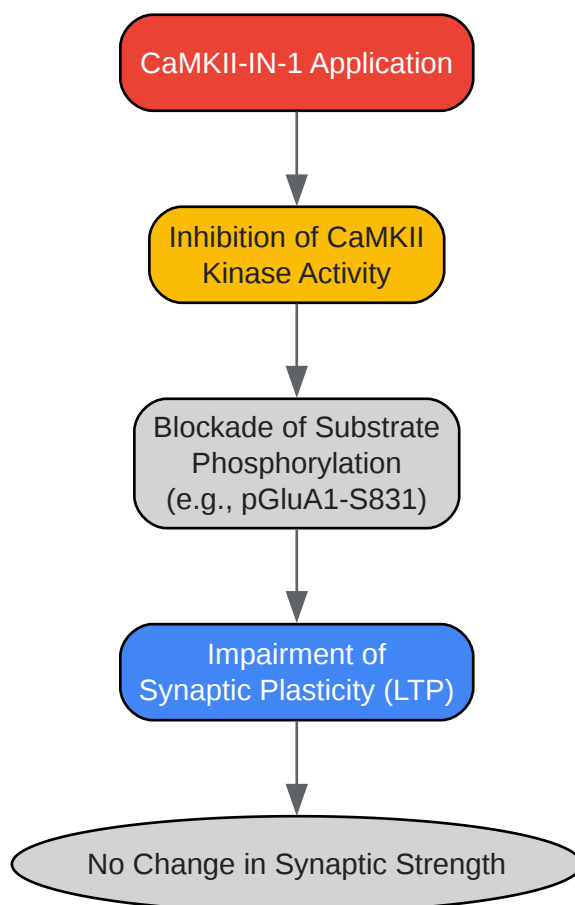 CaMKII-IN-1 Application
Inhibition of CaMKII
Kinase Activity
Blockade of Substrate
Phosphorylation
(e.g., pGluA1-S831)
Impairment of
Synaptic Plasticity (LTP)
No Change in Synaptic Strength